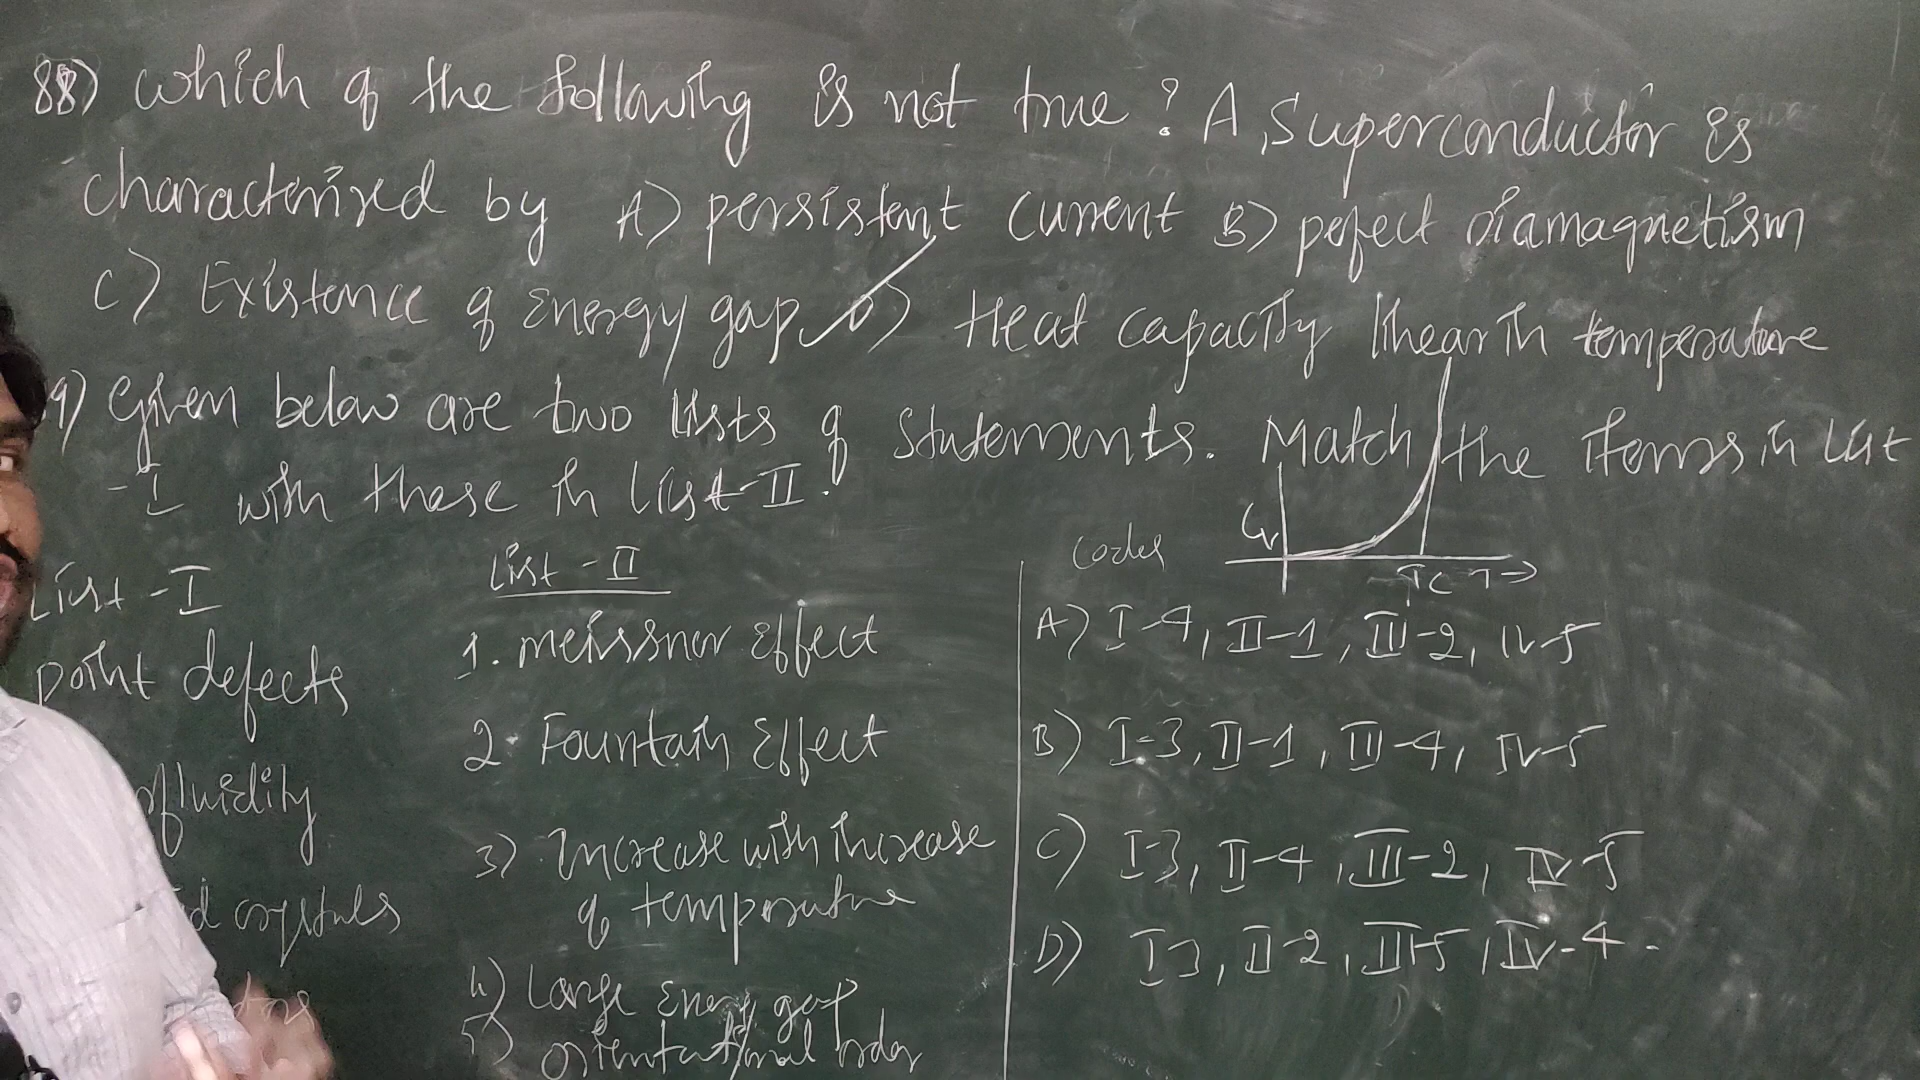 88) which of the following is not true? A Superconductor is
characterized by A) persistent current B) pefect diamagnetism
C) Existence of Energy gap D) Heat capacity linear in temperature
9) Given below are two lists of Statements. Match the items in list
-I with these in list-II.
List -I
point defects
fluidity
d crystals
List -II
1. meissner Effect
2. Fountain Effect
3) Increase with increase
of temperature
4) Large Energy gap
5) orientational order
Codes
Cv
Tc T→
A) I-4, II-1, III-2, IV-5
B) I-3, II-1, III-4, IV-5
C) I-3, II-4, III-2, IV-5
D) I-3, II-2, III-5, IV-4